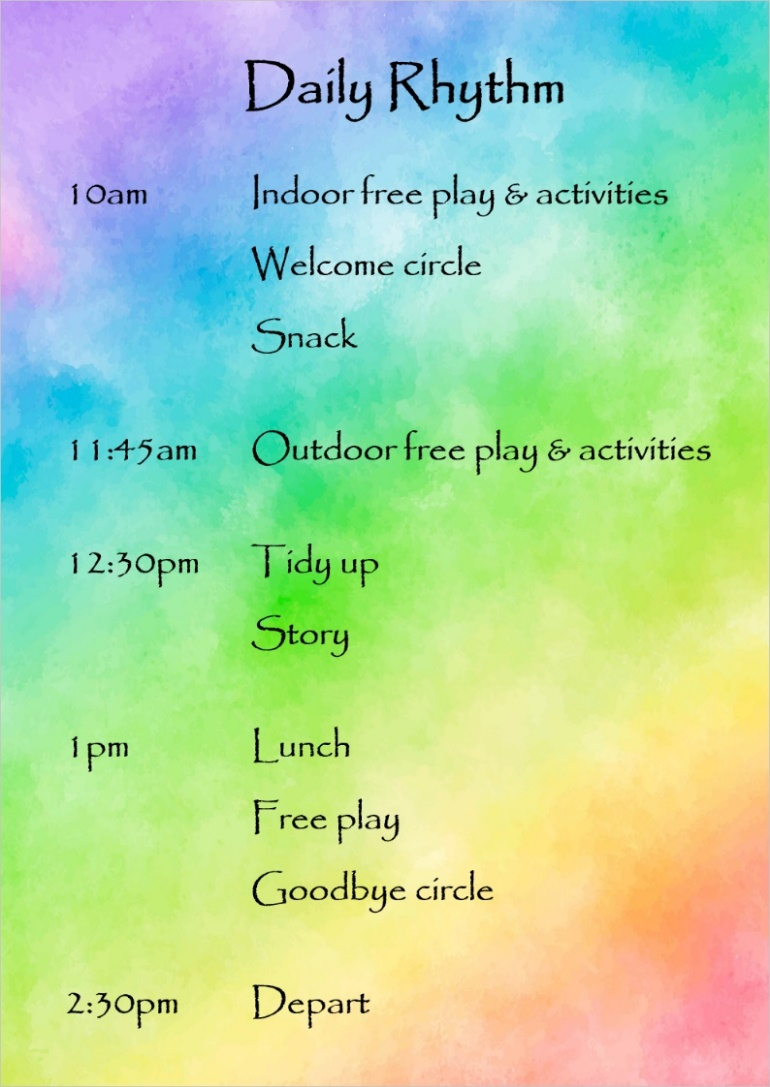 Daily Rhythm
10am Indoor free play & activities
Welcome circle
Snack
11:45am Outdoor free play & activities
12:30pm Tidy up
Story
1pm Lunch
Free play
Goodbye circle
2:30pm Depart